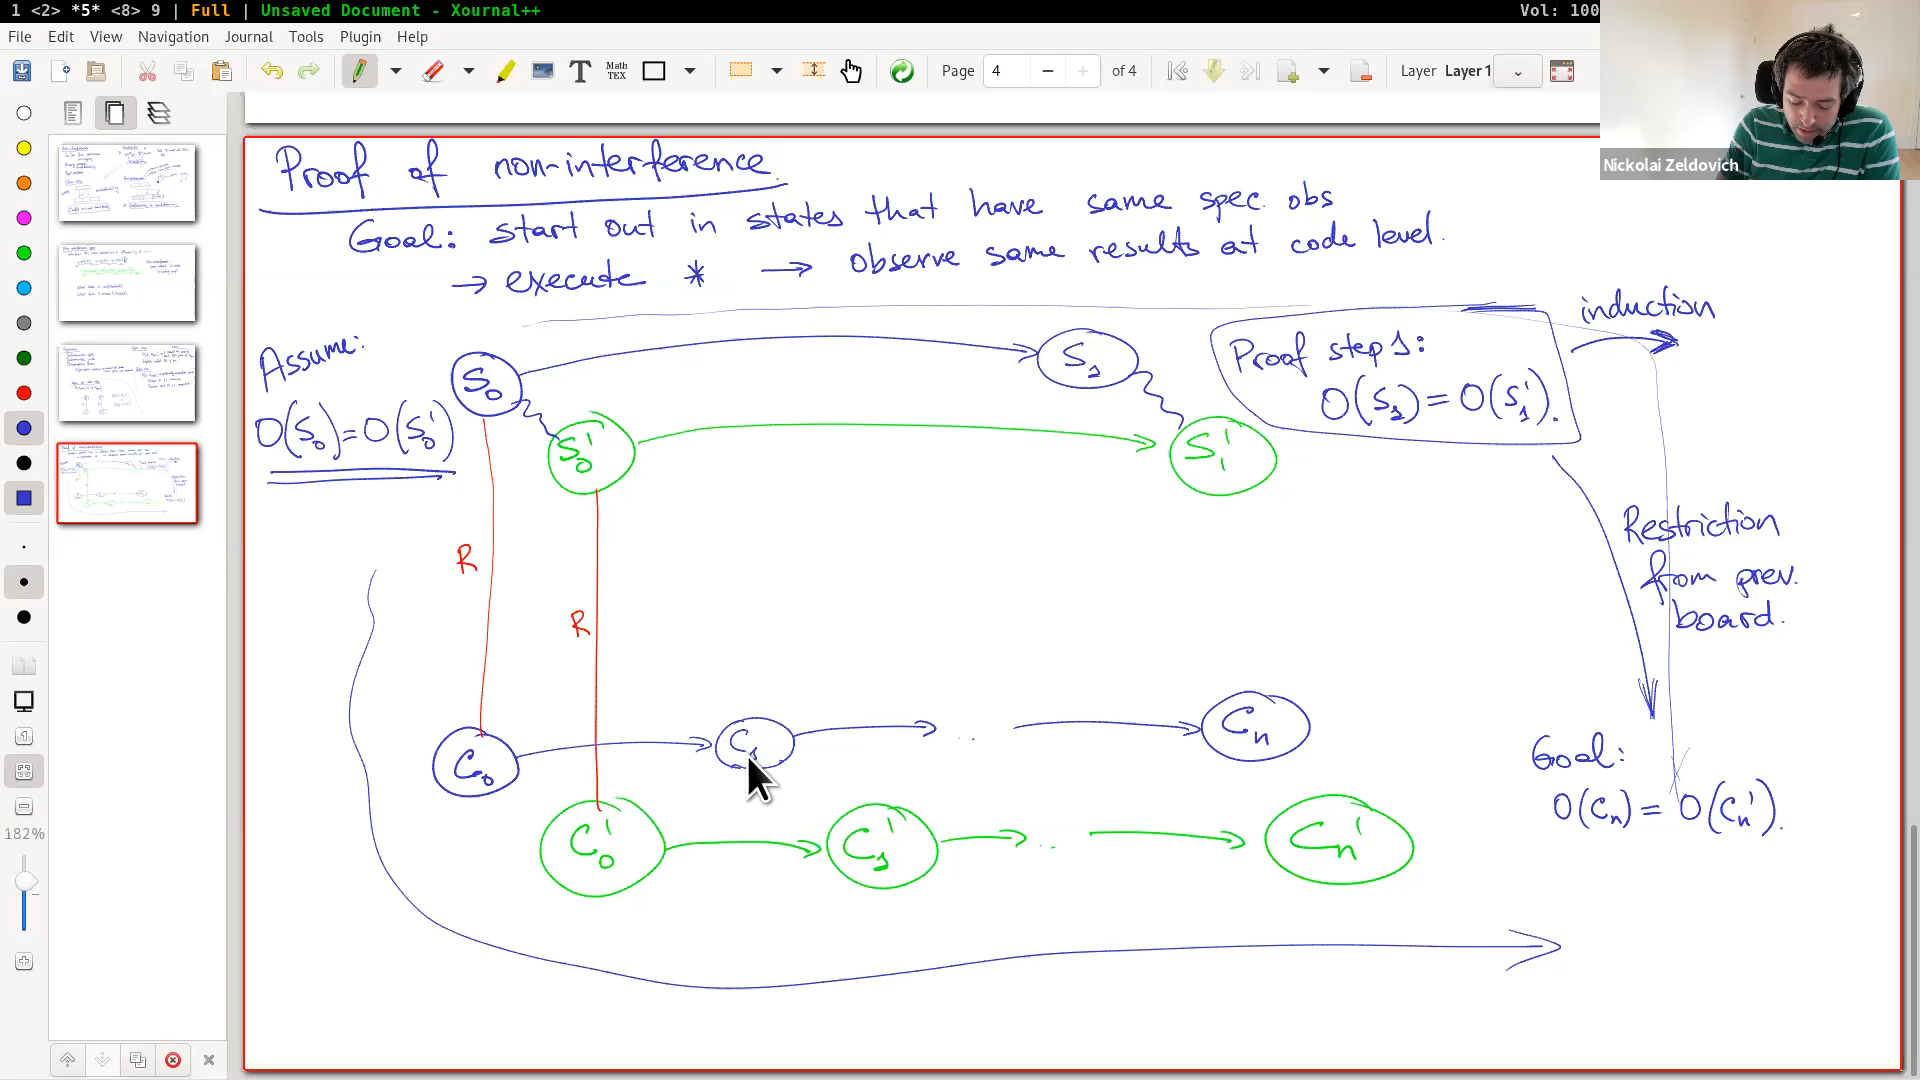 1 <2> *5* <8> 9 | Full | Unsaved Document - Xournal++
Vol: 100
File Edit View Navigation Journal Tools Plugin Help
Math
TEX
T
Page 4 of 4
Layer Layer 1
Nickolai Zeldovich
Proof of non-interference.
Goal: start out in states that have same spec. obs
→ execute * → observe same results at code level.
induction
Assume:
O(S₀)=O(S₀')
S₀
S₁
Proof step 1:
O(S₁)=O(S₁').
S₀'
S₁'
R
R
Restriction
from prev.
board.
C₀
C₁
..
Cₙ
Goal:
O(Cₙ)= O(Cₙ').
C₀'
C₁'
..
Cₙ'
182%